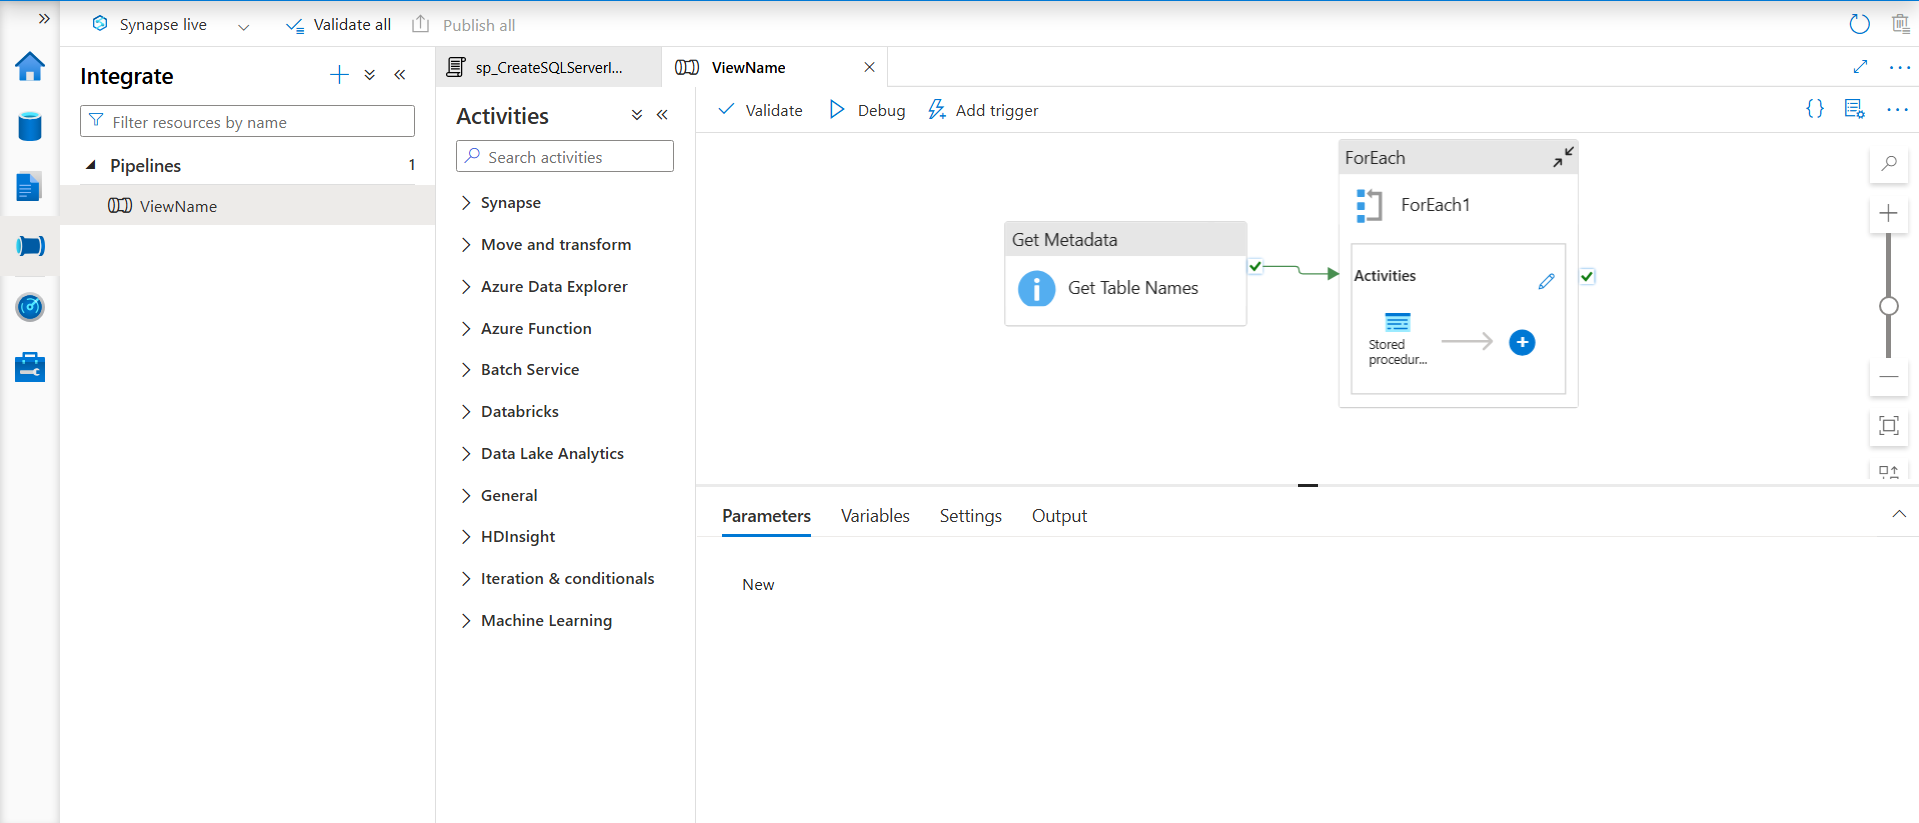 Synapse live
Validate all
Publish all
Integrate
Filter resources by name
Pipelines 1
ViewName
sp_CreateSQLServerI...
ViewName
Activities
Search activities
Synapse
Move and transform
Azure Data Explorer
Azure Function
Batch Service
Databricks
Data Lake Analytics
General
HDInsight
Iteration & conditionals
Machine Learning
Validate
Debug
Add trigger
Get Metadata
Get Table Names
ForEach
ForEach1
Activities
Stored
procedur...
Parameters
Variables
Settings
Output
New